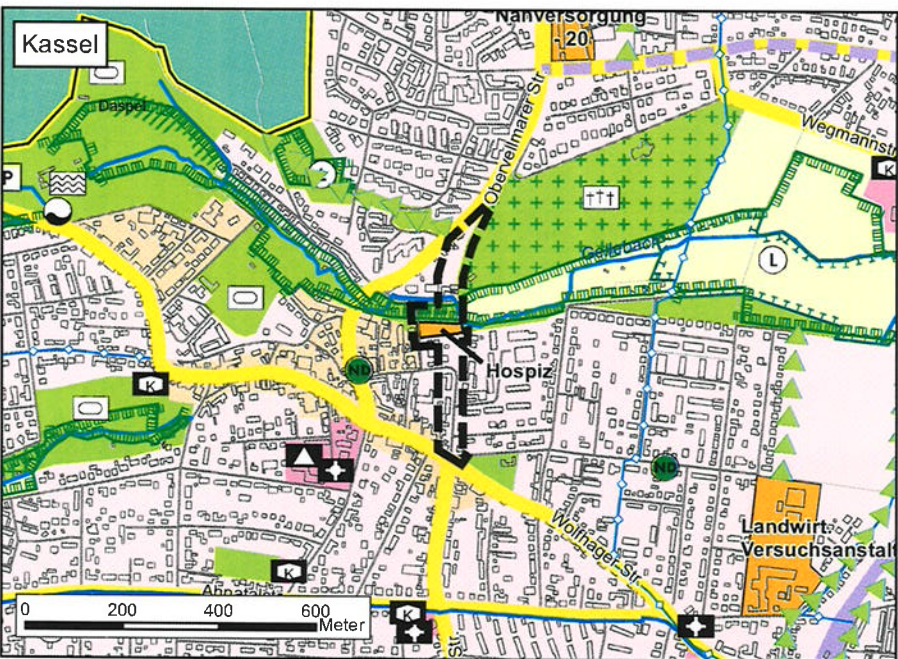 Kassel
Nahversorgung
- 20 -
Daspel
Obervellmarer Str.
Wegmannstr
P
K
Geilebach
L
Hospiz
ND
K
ND
Landwirt.
Versuchsanstalt
Wolfhager Str.
K
K
0 200 400 600
Meter
Str.